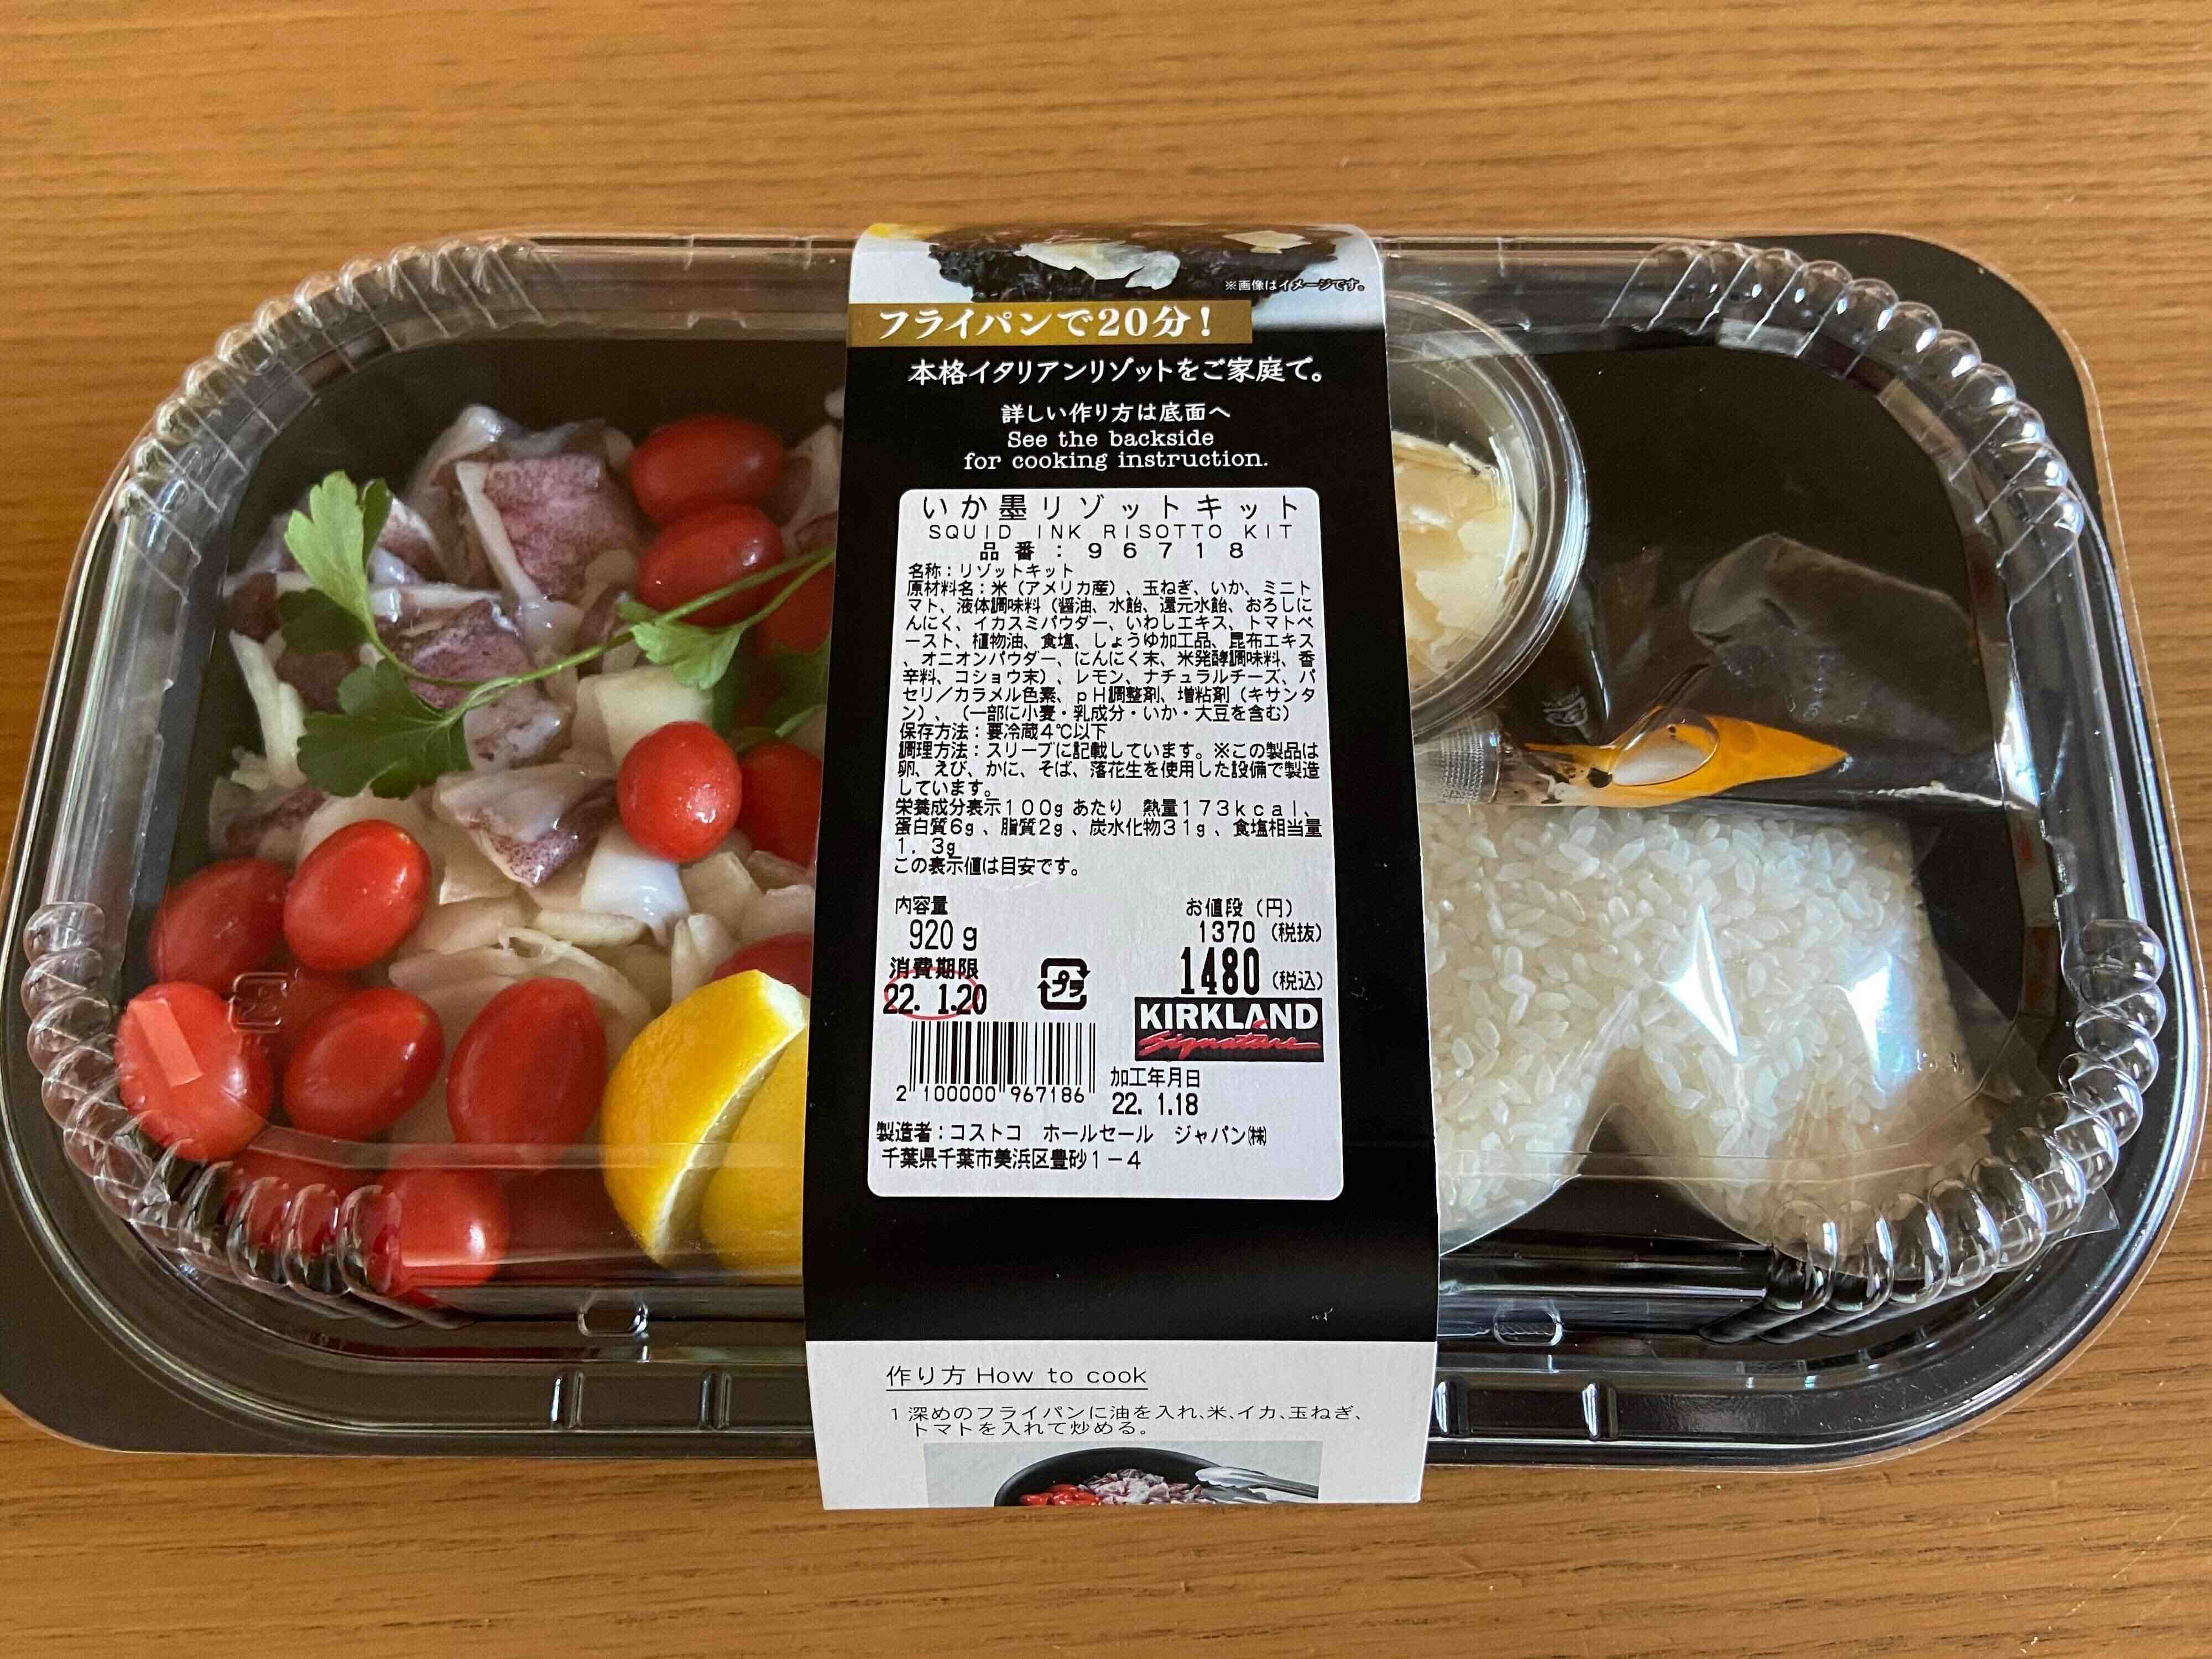 ※画像はイメージです。
フライパンで20分！
本格イタリアンリゾットをご家庭で。
詳しい作り方は底面へ
See the backside
for cooking instruction.
いか墨リゾットキット
SQUID INK RISOTTO KIT
品番：96718
名称：リゾットキット
原材料名：米（アメリカ産）、玉ねぎ、いか、ミニト
マト、液体調味料（醤油、水飴、還元水飴、おろしに
んにく、イカスミパウダー、いわしエキス、トマトペ
ースト、植物油、食塩、しょうゆ加工品、昆布エキス
、オニオンパウダー、にんにく末、米発酵調味料、香
辛料、コショウ末）、レモン、ナチュラルチーズ、パ
セリ／カラメル色素、pH調整剤、増粘剤（キサンタ
ン）、（一部に小麦・乳成分・いか・大豆を含む）
保存方法：要冷蔵4℃以下
調理方法：スリーブに記載しています。※この製品は
卵、えび、かに、そば、落花生を使用した設備で製造
しています。
栄養成分表示100gあたり 熱量173kcal、
蛋白質6g、脂質2g、炭水化物31g、食塩相当量
1.3g
この表示値は目安です。
内容量 お値段（円）
920g 1370（税抜）
消費期限 1480（税込）
22. 1.20 プラ
KIRKLAND
Signature
2 100000 967186
加工年月日
22. 1.18
製造者：コストコ ホールセール ジャパン㈱
千葉県千葉市美浜区豊砂1－4
作り方 How to cook
1 深めのフライパンに油を入れ、米、イカ、玉ねぎ、
トマトを入れて炒める。